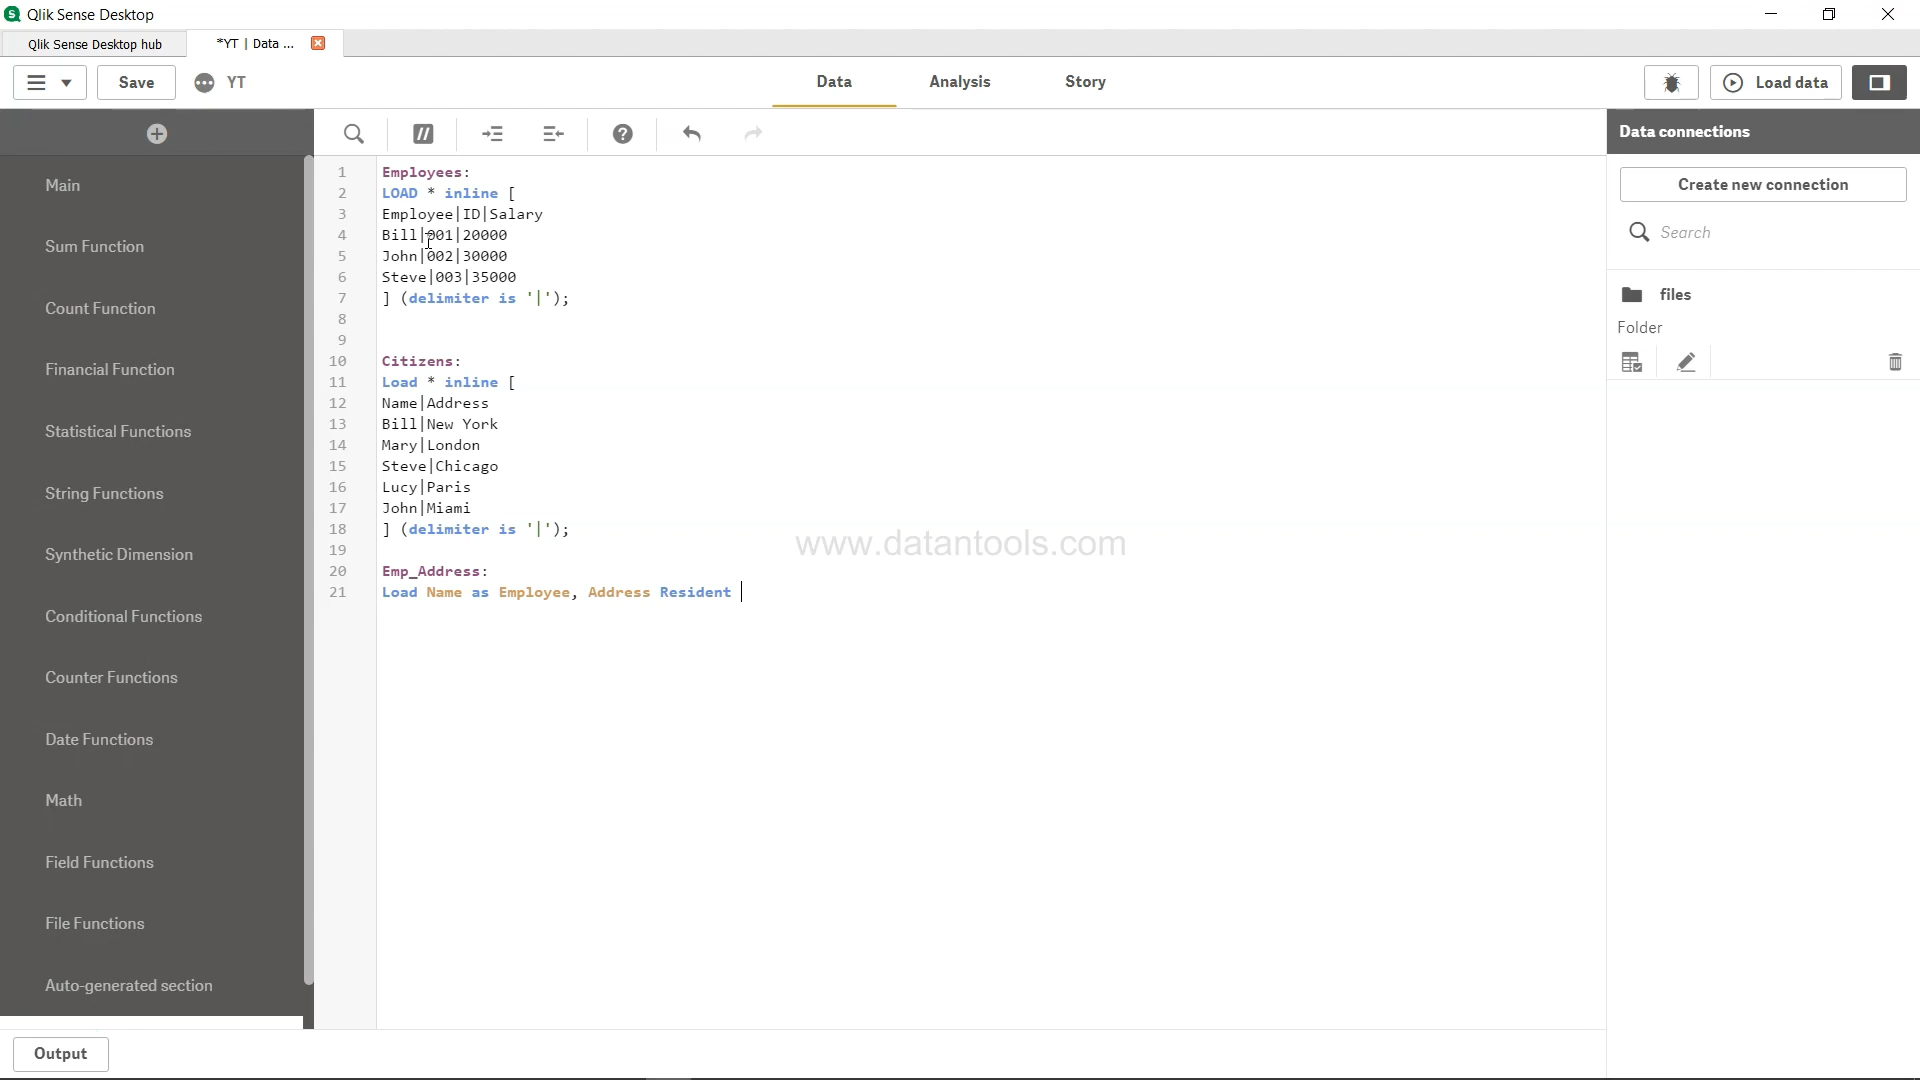 Qlik Sense Desktop
Qlik Sense Desktop hub
*YT | Data ...
Save
YT
Data
Analysis
Story
Load data
Main
Sum Function
Count Function
Financial Function
Statistical Functions
String Functions
Synthetic Dimension
Conditional Functions
Counter Functions
Date Functions
Math
Field Functions
File Functions
Auto-generated section
1 Employees:
2 LOAD * inline [
3 Employee|ID|Salary
4 Bill|001|20000
5 John|002|30000
6 Steve|003|35000
7 ] (delimiter is '|');
8
9
10 Citizens:
11 Load * inline [
12 Name|Address
13 Bill|New York
14 Mary|London
15 Steve|Chicago
16 Lucy|Paris
17 John|Miami
18 ] (delimiter is '|');
19
20 Emp_Address:
21 Load Name as Employee, Address Resident
www.datantools.com
Data connections
Create new connection
Search
files
Folder
Output